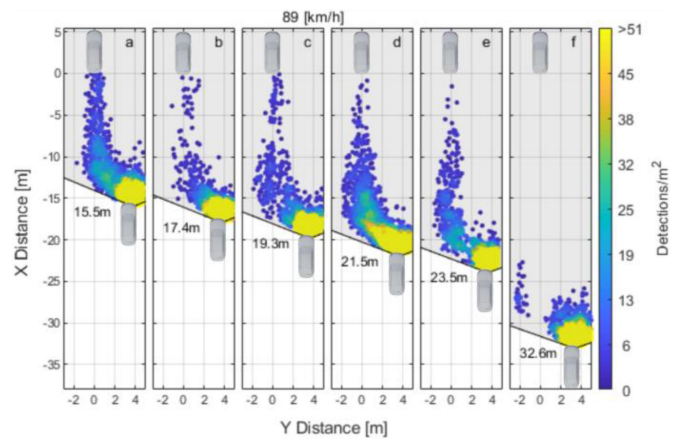 89 [km/h]
a b c d e f
>51
45
38
32
25
19
13
6
0
Detections/m²
5
0
-5
-10
-15
-20
-25
-30
-35
X Distance [m]
15.5m
17.4m
19.3m
21.5m
23.5m
32.6m
-2 0 2 4 -2 0 2 4 -2 0 2 4 -2 0 2 4 -2 0 2 4 -2 0 2 4
Y Distance [m]